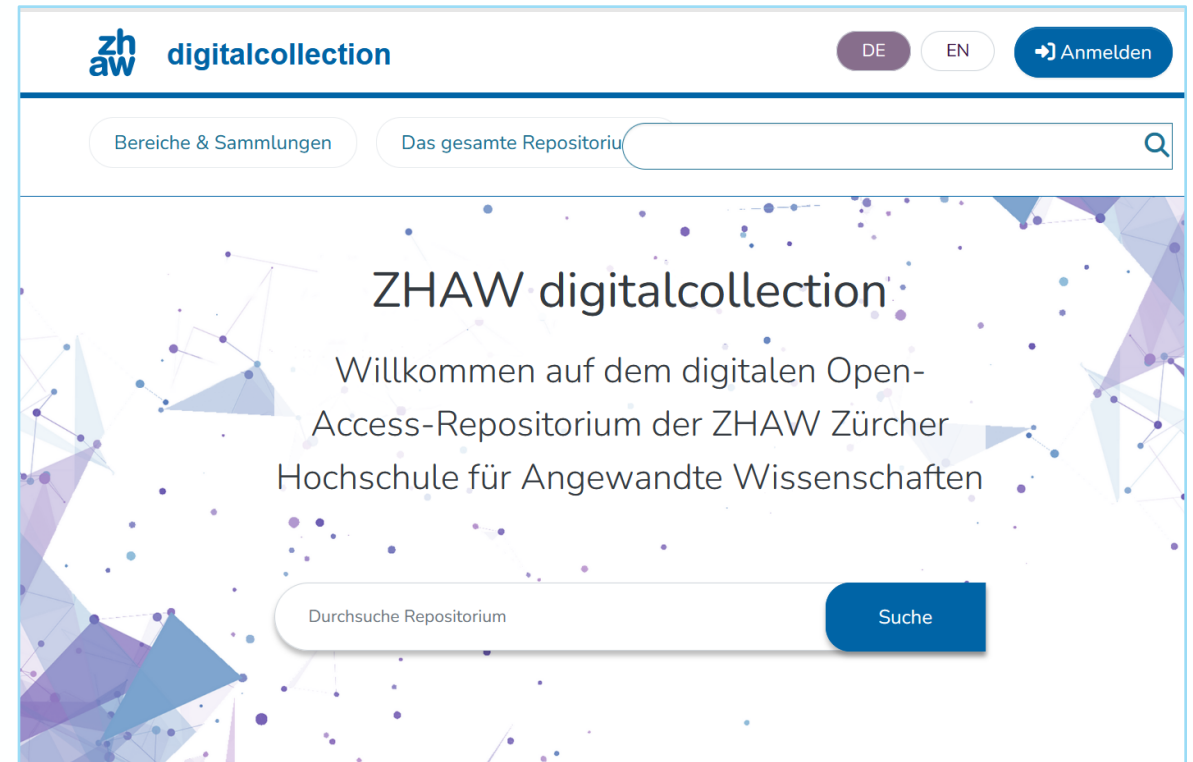 zh
aw
digitalcollection
DE
EN
Anmelden
Bereiche & Sammlungen
Das gesamte Repositoriu
ZHAW digitalcollection
Willkommen auf dem digitalen Open-
Access-Repositorium der ZHAW Zürcher
Hochschule für Angewandte Wissenschaften
Durchsuche Repositorium
Suche